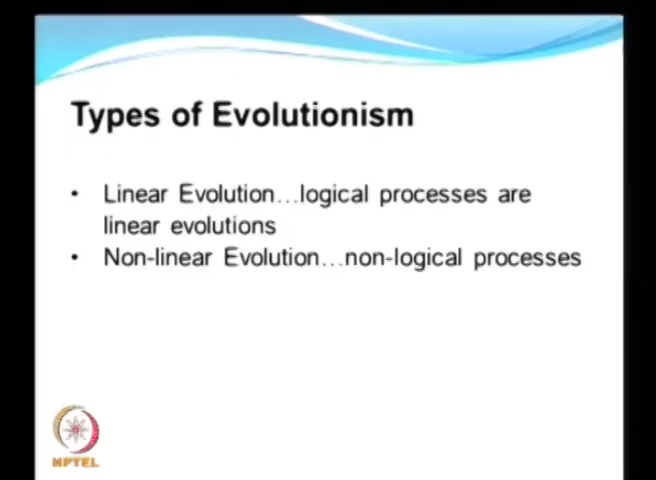 Types of Evolutionism
• Linear Evolution...logical processes are
linear evolutions
• Non-linear Evolution...non-logical processes
NPTEL